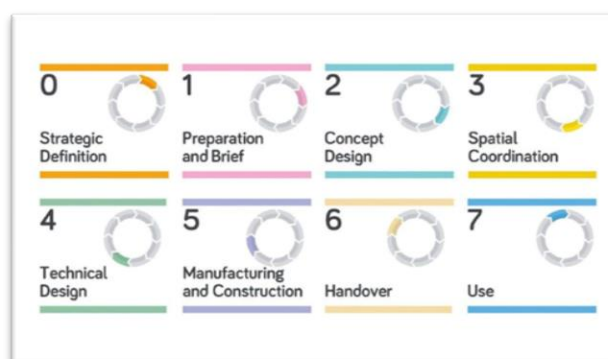 0
Strategic
Definition
1
Preparation
and Brief
2
Concept
Design
3
Spatial
Coordination
4
Technical
Design
5
Manufacturing
and Construction
6
Handover
7
Use